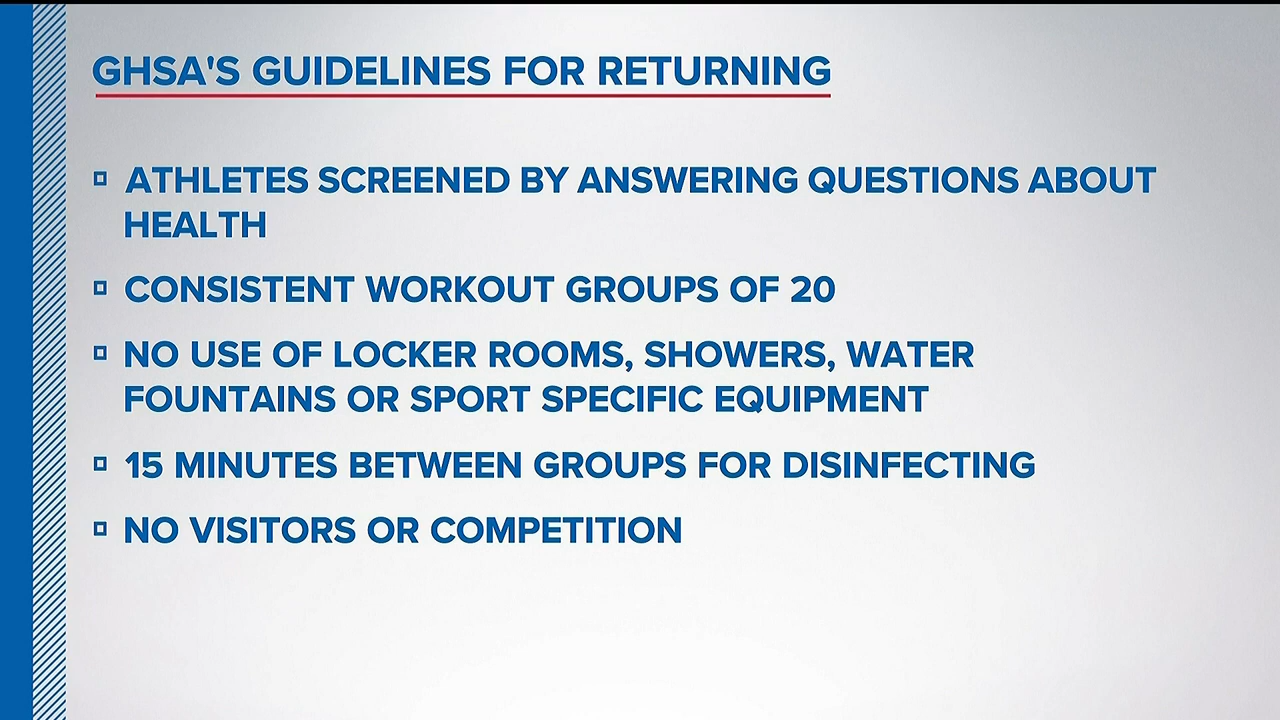 GHSA'S GUIDELINES FOR RETURNING
ATHLETES SCREENED BY ANSWERING QUESTIONS ABOUT
HEALTH
CONSISTENT WORKOUT GROUPS OF 20
NO USE OF LOCKER ROOMS, SHOWERS, WATER
FOUNTAINS OR SPORT SPECIFIC EQUIPMENT
15 MINUTES BETWEEN GROUPS FOR DISINFECTING
NO VISITORS OR COMPETITION